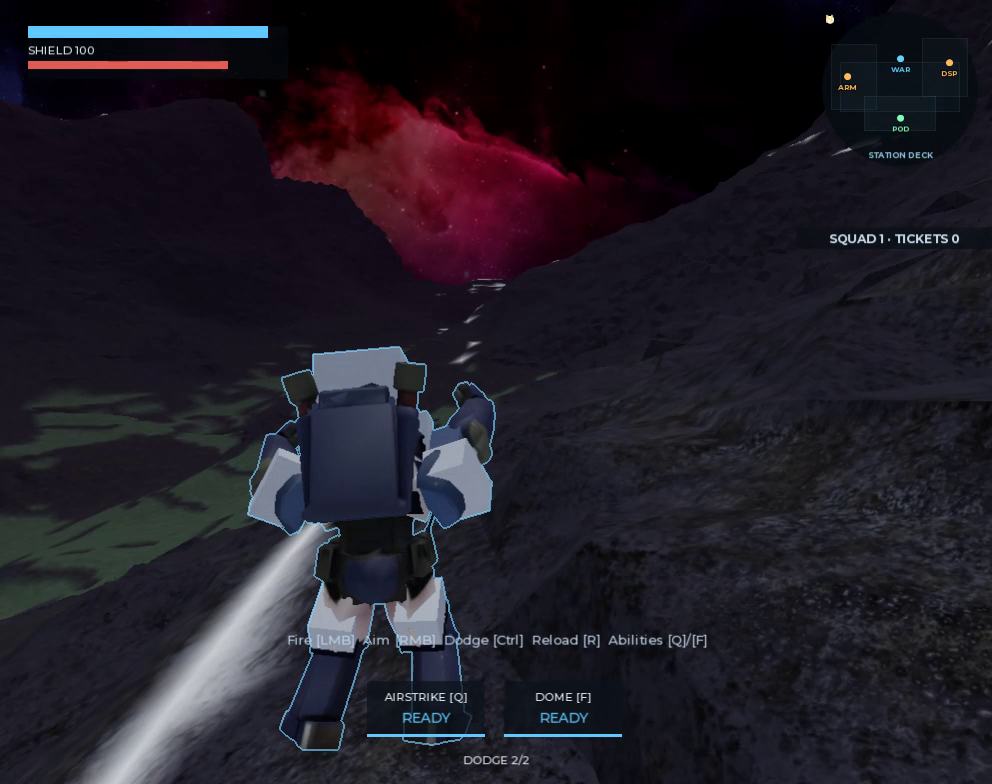 SHIELD 100
WAR
DSP
ARM
POD
STATION DECK
SQUAD 1 · TICKETS 0
Fire [LMB] Aim [RMB] Dodge [Ctrl] Reload [R] Abilities [Q]/[F]
AIRSTRIKE [Q]
READY
DOME [F]
READY
DODGE 2/2